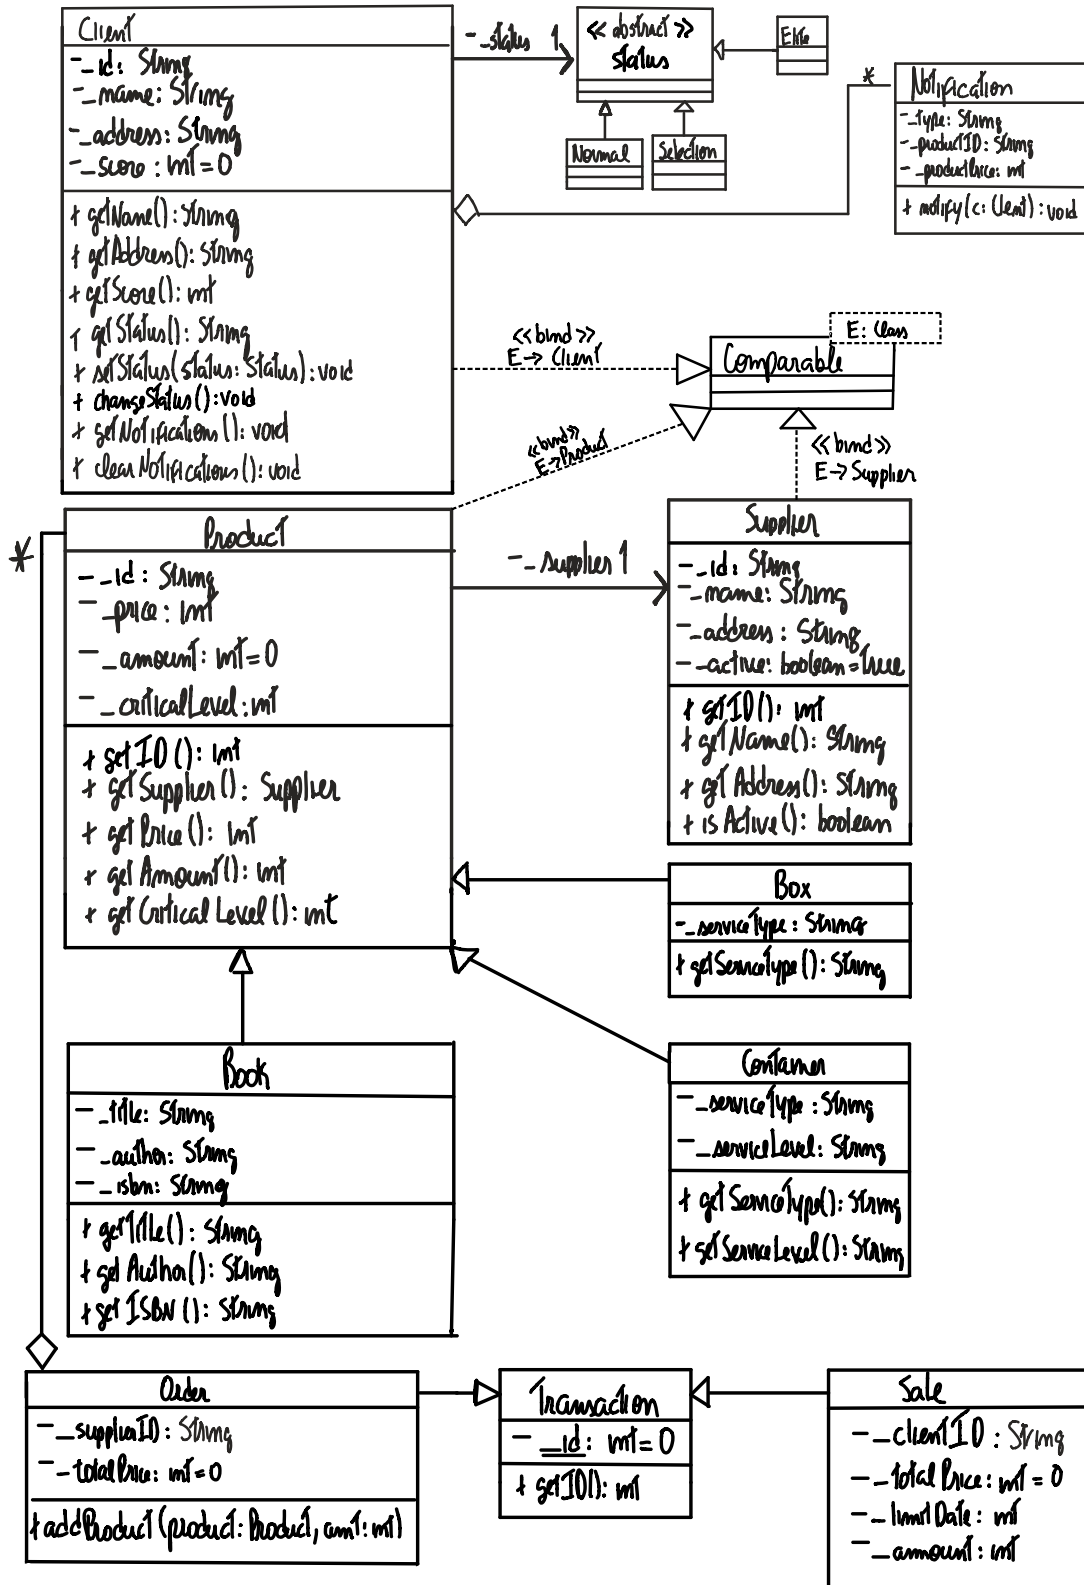 Client
-_id: String
-_name: String
-_address: String
-_score: int = 0
+ getName(): String
+ getAddress(): String
+ getScore(): int
+ getStatus(): String
+ setStatus(status: Status): void
+ changeStatus(): void
+ getNotifications(): void
+ clearNotifications(): void
-_status 1
<< abstract >>
Status
Elite
Normal
Selection
*
Notification
-_type: String
-_productID: String
-_productPrice: int
+ notify(c: Client): void
<<bind>>
E→ Client
E: Class
Comparable
<<bind>>
E→Product
<<bind>>
E→Supplier
*
Product
-_id: String
-_price: int
-_amount: int = 0
-_criticalLevel: int
+ getID(): int
+ getSupplier(): Supplier
+ getPrice(): int
+ getAmount(): int
+ getCriticalLevel(): int
-_supplier 1
Supplier
-_id: String
-_name: String
-_address: String
-_active: boolean = True
+ getID(): int
+ getName(): String
+ getAddress(): String
+ isActive(): boolean
Box
-_serviceType: String
+ getServiceType(): String
Book
-_title: String
-_author: String
-_isbn: String
+ getTitle(): String
+ getAuthor(): String
+ getISBN(): String
Container
-_serviceType: String
-_serviceLevel: String
+ getServiceType(): String
+ getServiceLevel(): String
Order
-_supplierID: String
-_totalPrice: int = 0
+ addProduct(product: Product, amt: int)
Transaction
-_id: int = 0
+ getID(): int
Sale
-_clientID: String
-_totalPrice: int = 0
-_limitDate: int
-_ammount: int